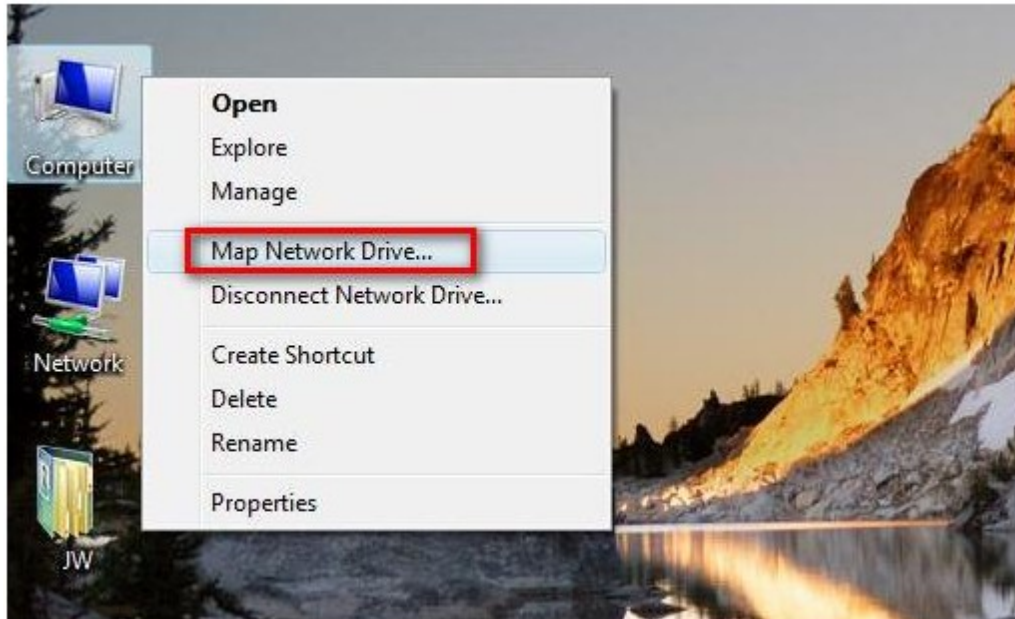 Computer
Open
Explore
Manage
Map Network Drive...
Disconnect Network Drive...
Network
Create Shortcut
Delete
Rename
Properties
JW